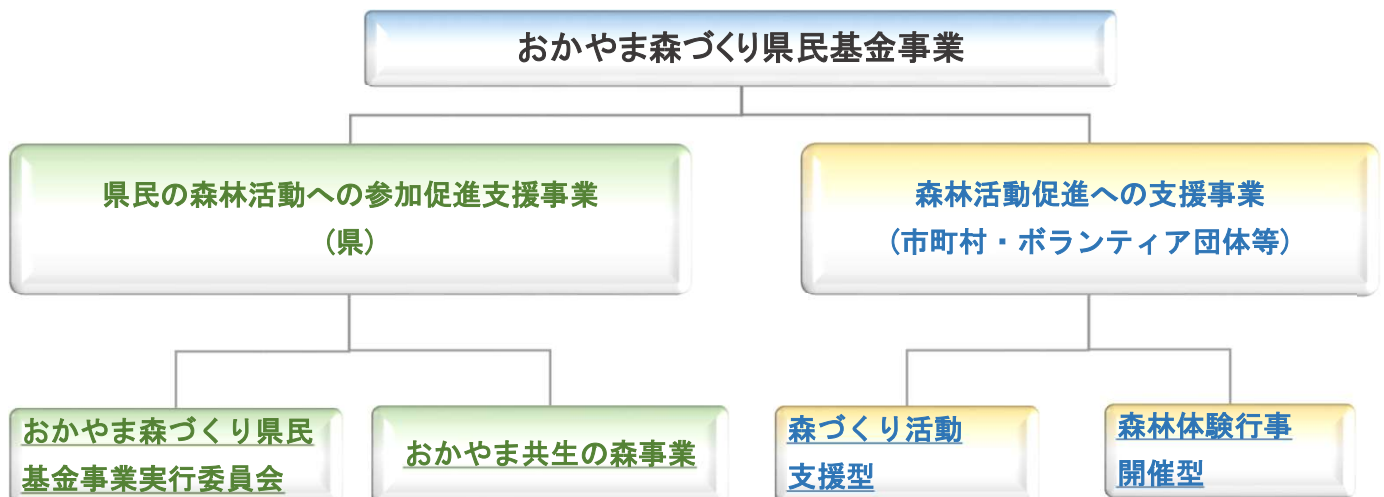 おかやま森づくり県民基金事業
県民の森林活動への参加促進支援事業
(県)
森林活動促進への支援事業
(市町村・ボランティア団体等)
おかやま森づくり県民
基金事業実行委員会
おかやま共生の森事業
森づくり活動
支援型
森林体験行事
開催型